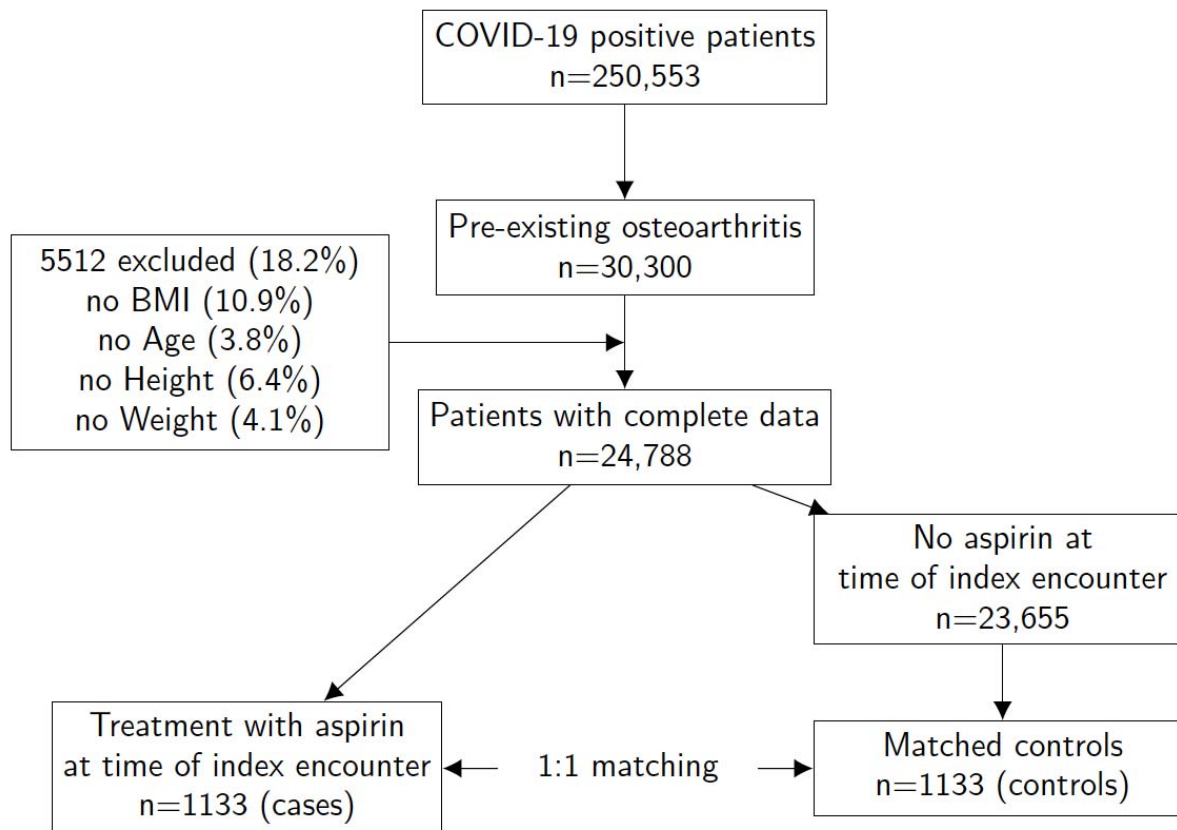 COVID-19 positive patients
n=250,553
Pre-existing osteoarthritis
n=30,300
5512 excluded (18.2%)
no BMI (10.9%)
no Age (3.8%)
no Height (6.4%)
no Weight (4.1%)
Patients with complete data
n=24,788
No aspirin at
time of index encounter
n=23,655
Treatment with aspirin
at time of index encounter
n=1133 (cases)
1:1 matching
Matched controls
n=1133 (controls)